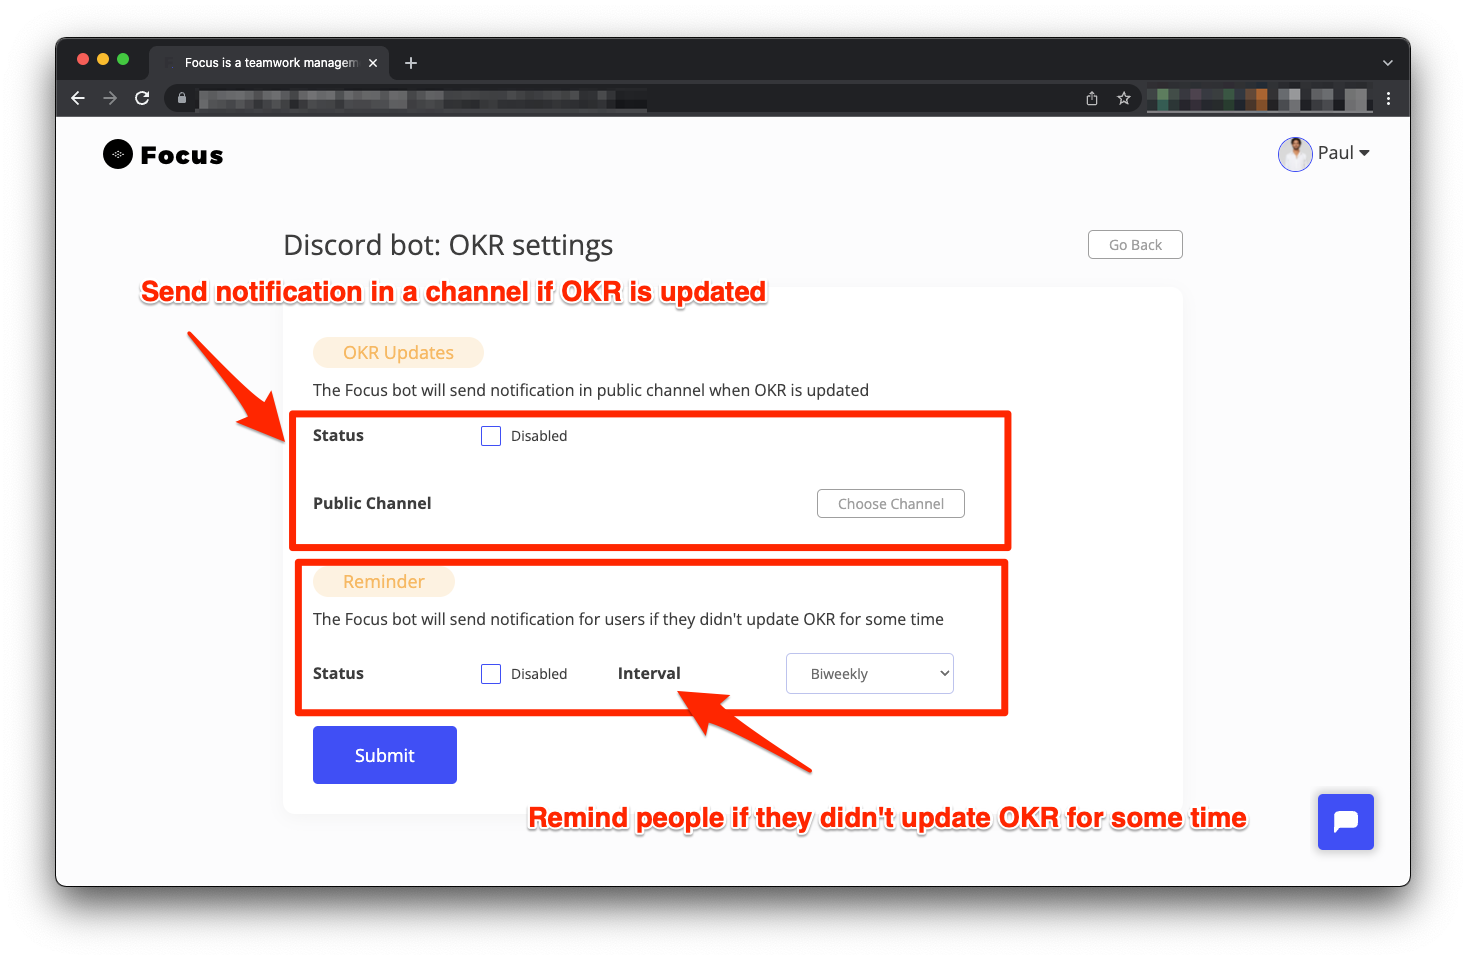 Focus is a teamwork managem
Focus
Paul
Discord bot: OKR settings
Go Back
Send notification in a channel if OKR is updated
OKR Updates
The Focus bot will send notification in public channel when OKR is updated
Status
Disabled
Public Channel
Choose Channel
Reminder
The Focus bot will send notification for users if they didn't update OKR for some time
Status
Disabled
Interval
Biweekly
Submit
Remind people if they didn't update OKR for some time